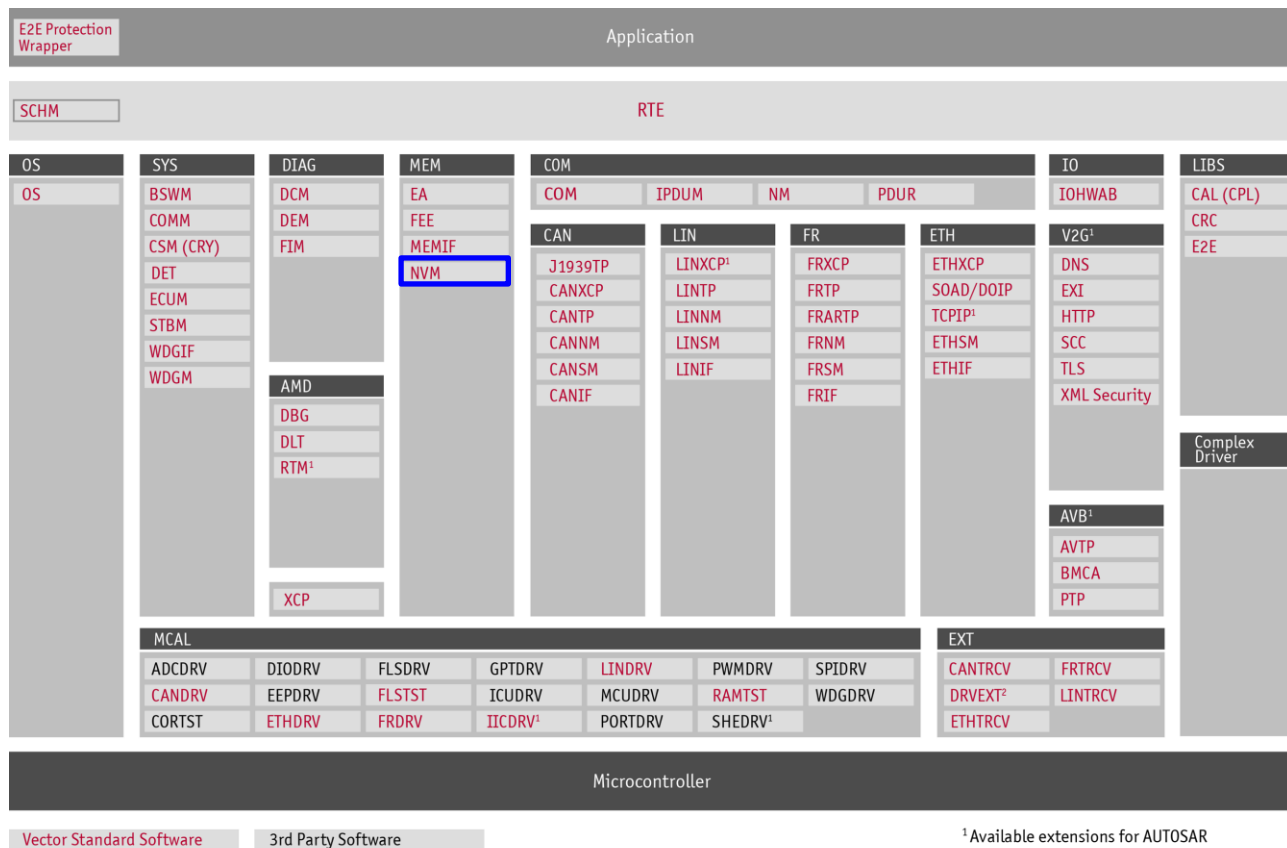 E2E Protection
Wrapper
Application
SCHM
RTE
OS
OS
SYS
BSWM
COMM
CSM (CRY)
DET
ECUM
STBM
WDGIF
WDGM
DIAG
DCM
DEM
FIM
AMD
DBG
DLT
RTM¹
XCP
MEM
EA
FEE
MEMIF
NVM
COM
COM IPDUM NM PDUR
CAN
J1939TP
CANXCP
CANTP
CANNM
CANSM
CANIF
LIN
LINXCP¹
LINTP
LINNM
LINSM
LINIF
FR
FRXCP
FRTP
FRARTP
FRNM
FRSM
FRIF
ETH
ETHXCP
SOAD/DOIP
TCPIP¹
ETHSM
ETHIF
IO
IOHWAB
V2G¹
DNS
EXI
HTTP
SCC
TLS
XML Security
AVB¹
AVTP
BMCA
PTP
LIBS
CAL (CPL)
CRC
E2E
Complex
Driver
MCAL
ADCDRV DIODRV FLSDRV GPTDRV LINDRV PWMDRV SPIDRV
CANDRV EEPDRV FLSTST ICUDRV MCUDRV RAMTST WDGDRV
CORTST ETHDRV FRDRV IICDRV¹ PORTDRV SHEDRV¹
EXT
CANTRCV FRTRCV
DRVEXT² LINTRCV
ETHTRCV
Microcontroller
Vector Standard Software 3rd Party Software
¹ Available extensions for AUTOSAR